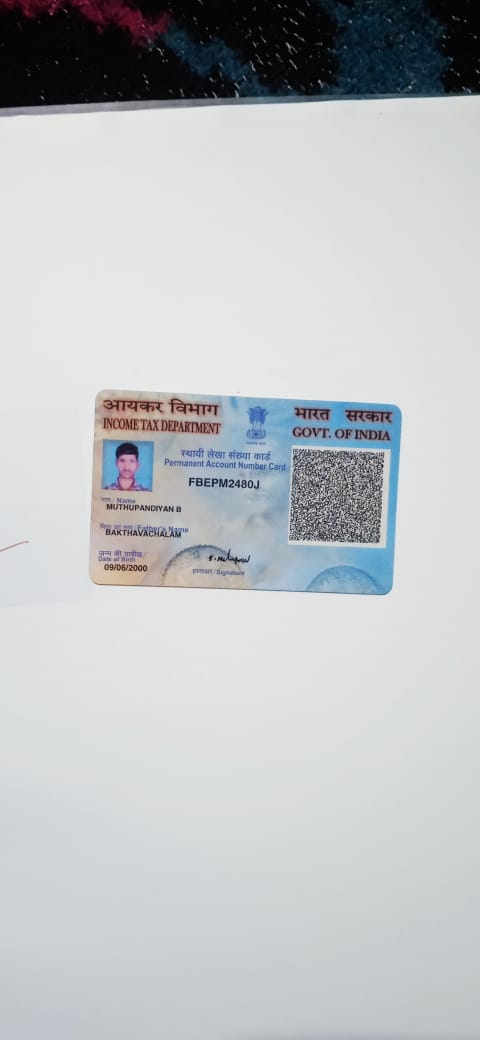 आयकर विभाग
INCOME TAX DEPARTMENT
भारत सरकार
GOVT. OF INDIA
स्थायी लेखा संख्या कार्ड
Permanent Account Number Card
FBEPM2480J
नाम / Name
MUTHUPANDIYAN B
पिता का नाम / Father's Name
BAKTHAVACHALAM
जन्म की तारीख /
Date of Birth
09/06/2000
हस्ताक्षर / Signature